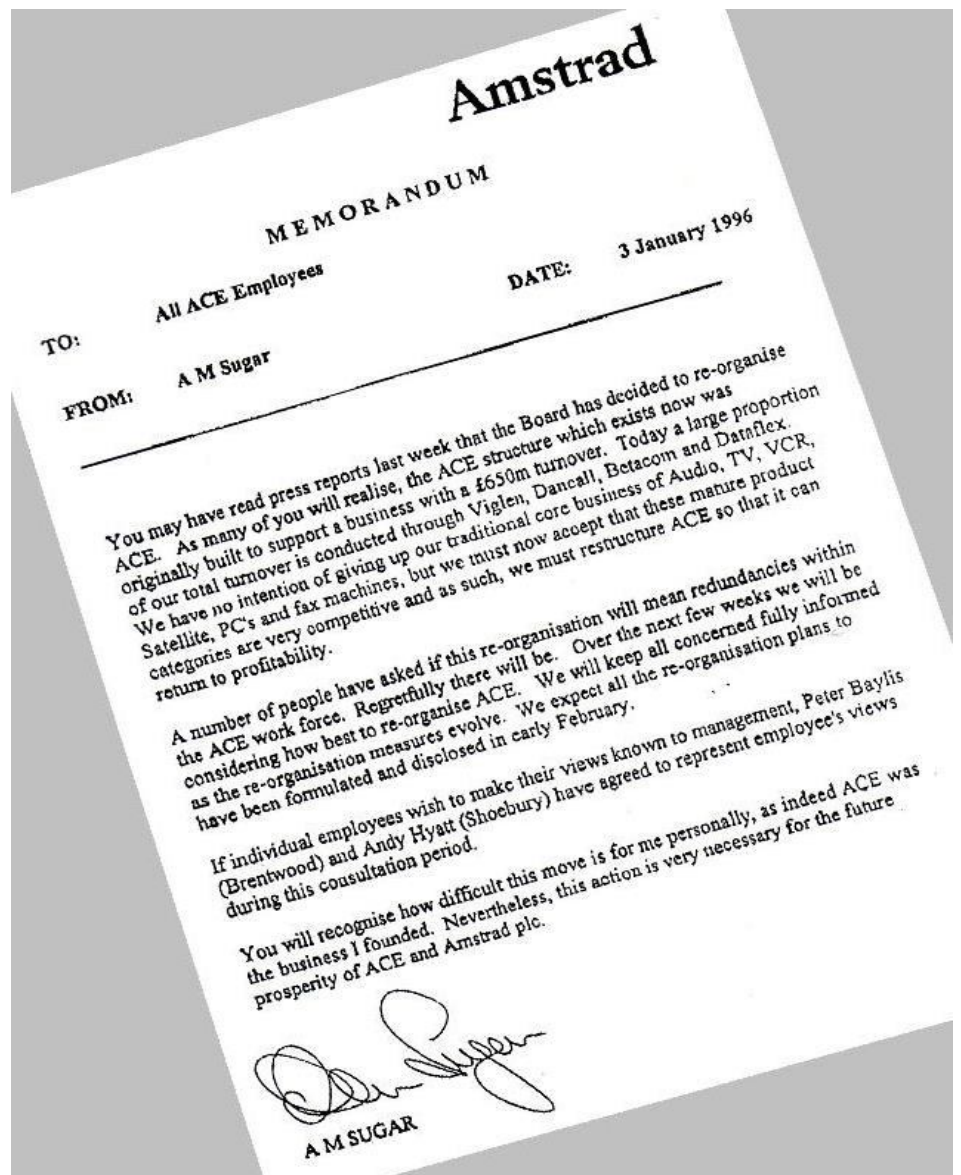 Amstrad
MEMORANDUM
TO: All ACE Employees DATE: 3 January 1996
FROM: A M Sugar
You may have read press reports last week that the Board has decided to re-organise
ACE. As many of you will realise, the ACE structure which exists now was
originally built to support a business with a £650m turnover. Today a large proportion
of our total turnover is conducted through Viglen, Dancall, Betacom and Dataflex.
We have no intention of giving up our traditional core business of Audio, TV, VCR,
Satellite, PC's and fax machines, but we must now accept that these mature product
categories are very competitive and as such, we must restructure ACE so that it can
return to profitability.
A number of people have asked if this re-organisation will mean redundancies within
the ACE work force. Regretfully there will be. Over the next few weeks we will be
considering how best to re-organise ACE. We will keep all concerned fully informed
as the re-organisation measures evolve. We expect all the re-organisation plans to
have been formulated and disclosed in early February.
If individual employees wish to make their views known to management, Peter Baylis
(Brentwood) and Andy Hyatt (Shoebury) have agreed to represent employee's views
during this consultation period.
You will recognise how difficult this move is for me personally, as indeed ACE was
the business I founded. Nevertheless, this action is very necessary for the future
prosperity of ACE and Amstrad plc.
Alan Sugar
A M SUGAR